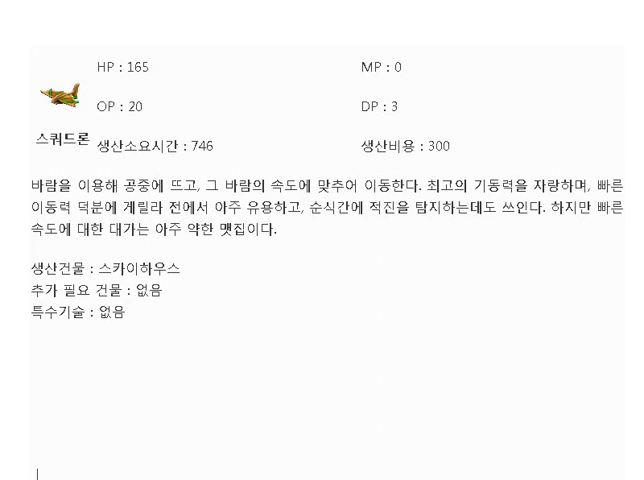 HP : 165 MP : 0
OP : 20 DP : 3
스쿼드론 생산소요시간 : 746 생산비용 : 300
바람을 이용해 공중에 뜨고, 그 바람의 속도에 맞추어 이동한다. 최고의 기동력을 자랑하며, 빠른
이동력 덕분에 게릴라 전에서 아주 유용하고, 순식간에 적진을 탐지하는데도 쓰인다. 하지만 빠른
속도에 대한 대가는 아주 약한 맷집이다.
생산건물 : 스카이하우스
추가 필요 건물 : 없음
특수기술 : 없음